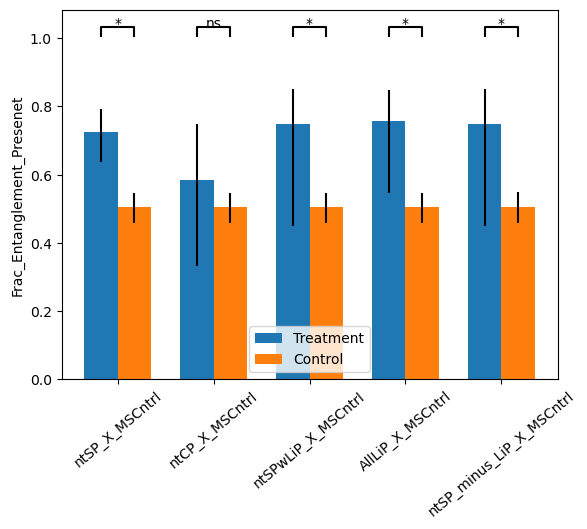 * ns * * *
1.0
0.8
0.6
0.4
0.2
0.0
Frac_Entanglement_Presenet
Treatment
Control
ntSP_X_MSCntrl
ntCP_X_MSCntrl
ntSPwLiP_X_MSCntrl
AllLiP_X_MSCntrl
ntSP_minus_LiP_X_MSCntrl